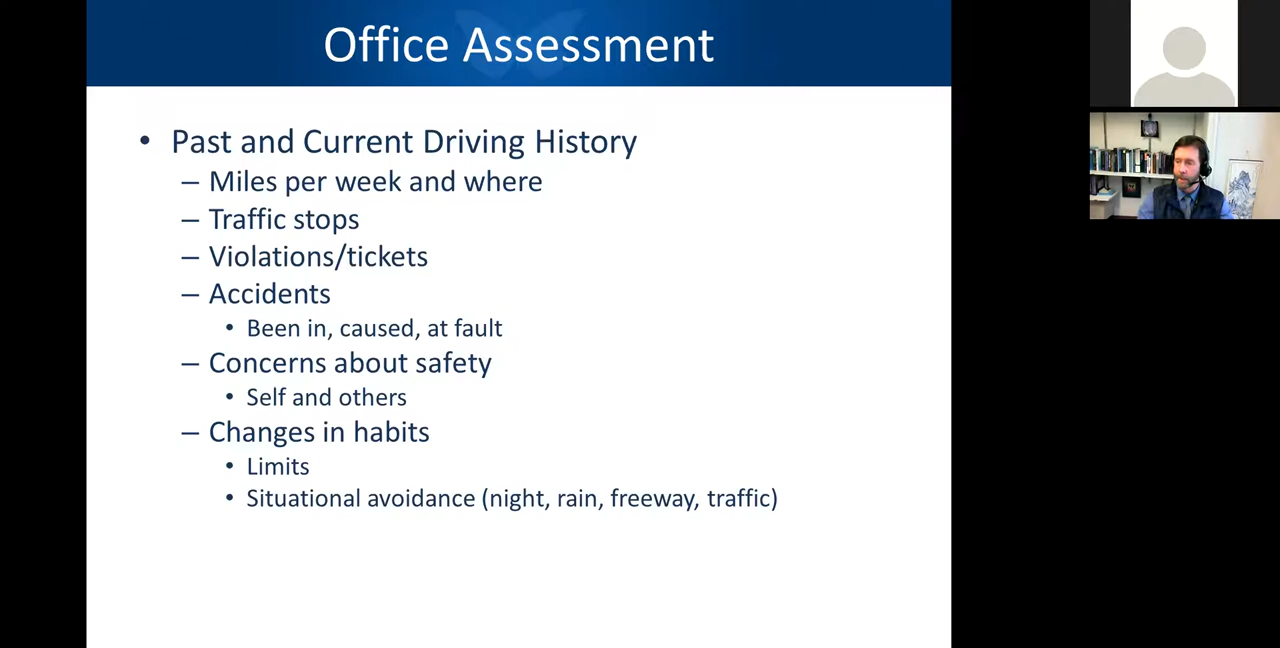 Office Assessment
• Past and Current Driving History
– Miles per week and where
– Traffic stops
– Violations/tickets
– Accidents
• Been in, caused, at fault
– Concerns about safety
• Self and others
– Changes in habits
• Limits
• Situational avoidance (night, rain, freeway, traffic)